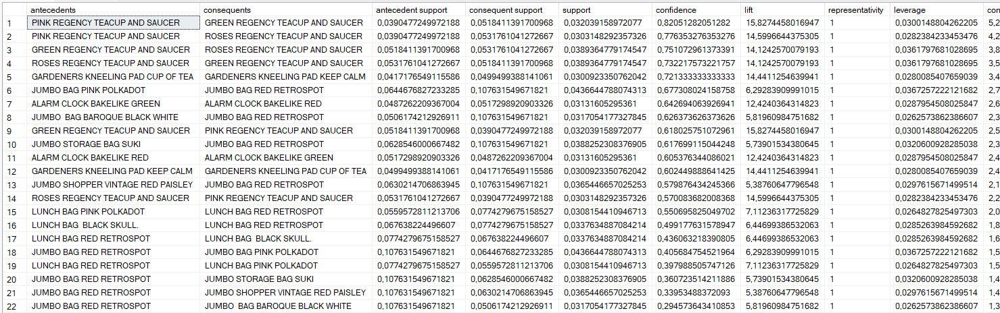 antecedents consequents antecedent support consequent support support confidence lift representativity leverage con
1 PINK REGENCY TEACUP AND SAUCER GREEN REGENCY TEACUP AND SAUCER 0,0390477249972188 0,0518411391700968 0,032039158972077 0,82051282051282 15,8274458016947 1 0,0300148804262205 5,2
2 PINK REGENCY TEACUP AND SAUCER ROSES REGENCY TEACUP AND SAUCER 0,0390477249972188 0,0531761041272667 0,0303148292357326 0,776353276353276 14,5996644375305 1 0,0282384234453476 4,2
3 GREEN REGENCY TEACUP AND SAUCER ROSES REGENCY TEACUP AND SAUCER 0,0518411391700968 0,0531761041272667 0,0389364779174547 0,751072961373391 14,1242570079193 1 0,0361797681028695 3,8
4 ROSES REGENCY TEACUP AND SAUCER GREEN REGENCY TEACUP AND SAUCER 0,0531761041272667 0,0518411391700968 0,0389364779174547 0,732217573221757 14,1242570079193 1 0,0361797681028695 3,5
5 GARDENERS KNEELING PAD CUP OF TEA GARDENERS KNEELING PAD KEEP CALM 0,0417176549115586 0,0499499388141061 0,0300923350762042 0,721333333333333 14,4411254639941 1 0,0280085407659039 3,4
6 JUMBO BAG PINK POLKADOT JUMBO BAG RED RETROSPOT 0,0644676827233285 0,107631549671821 0,0436644788074313 0,677308024158758 6,29283909991015 1 0,0367257222121682 2,7
7 ALARM CLOCK BAKELIKE GREEN ALARM CLOCK BAKELIKE RED 0,0487262209367004 0,0517298920903326 0,03131605295361 0,642694063926941 12,4240364314823 1 0,0287954508025847 2,6
8 JUMBO  BAG BAROQUE BLACK WHITE JUMBO BAG RED RETROSPOT 0,0506174212926911 0,107631549671821 0,0317054177327845 0,626373626373626 5,81960984751682 1 0,0262573862386607 2,3
9 GREEN REGENCY TEACUP AND SAUCER PINK REGENCY TEACUP AND SAUCER 0,0518411391700968 0,0390477249972188 0,032039158972077 0,618025751072961 15,8274458016947 1 0,0300148804262205 2,5
10 JUMBO STORAGE BAG SUKI JUMBO BAG RED RETROSPOT 0,0628546000667482 0,107631549671821 0,0388252308376905 0,617699115044248 5,73901534380645 1 0,0320600928285038 2,3
11 ALARM CLOCK BAKELIKE RED ALARM CLOCK BAKELIKE GREEN 0,0517298920903326 0,0487262209367004 0,03131605295361 0,605376344086021 12,4240364314823 1 0,0287954508025847 2,4
12 GARDENERS KNEELING PAD KEEP CALM GARDENERS KNEELING PAD CUP OF TEA 0,0499499388141061 0,0417176549115586 0,0300923350762042 0,602449888641425 14,4411254639941 1 0,0280085407659039 2,4
13 JUMBO SHOPPER VINTAGE RED PAISLEY JUMBO BAG RED RETROSPOT 0,0630214706863945 0,107631549671821 0,0365446657025253 0,579876434245366 5,38760647796548 1 0,0297615671499514 2,1
14 ROSES REGENCY TEACUP AND SAUCER PINK REGENCY TEACUP AND SAUCER 0,0531761041272667 0,0390477249972188 0,0303148292357326 0,570083682008368 14,5996644375305 1 0,0282384234453476 2,2
15 LUNCH BAG PINK POLKADOT LUNCH BAG RED RETROSPOT 0,0559572811213706 0,0774279675158527 0,0308154410946713 0,550695825049702 7,11236317725829 1 0,0264827825497303 2,0
16 LUNCH BAG  BLACK SKULL. LUNCH BAG RED RETROSPOT 0,067638224496607 0,0774279675158527 0,0337634887084214 0,499177631578947 6,44699386532063 1 0,0285263984592682 1,8
17 LUNCH BAG RED RETROSPOT LUNCH BAG  BLACK SKULL. 0,0774279675158527 0,067638224496607 0,0337634887084214 0,436063218390805 6,44699386532063 1 0,0285263984592682 1,6
18 JUMBO BAG RED RETROSPOT JUMBO BAG PINK POLKADOT 0,107631549671821 0,0644676827233285 0,0436644788074313 0,405684754521964 6,29283909991015 1 0,0367257222121682 1,5
19 LUNCH BAG RED RETROSPOT LUNCH BAG PINK POLKADOT 0,0774279675158527 0,0559572811213706 0,0308154410946713 0,397988505747126 7,11236317725829 1 0,0264827825497303 1,5
20 JUMBO BAG RED RETROSPOT JUMBO STORAGE BAG SUKI 0,107631549671821 0,0628546000667482 0,0388252308376905 0,360723514211886 5,73901534380645 1 0,0320600928285038 1,4
21 JUMBO BAG RED RETROSPOT JUMBO SHOPPER VINTAGE RED PAISLEY 0,107631549671821 0,0630214706863945 0,0365446657025253 0,33953488372093 5,38760647796548 1 0,0297615671499514 1,4
22 JUMBO BAG RED RETROSPOT JUMBO  BAG BAROQUE BLACK WHITE 0,107631549671821 0,0506174212926911 0,0317054177327845 0,294573643410853 5,81960984751682 1 0,0262573862386607 1,3